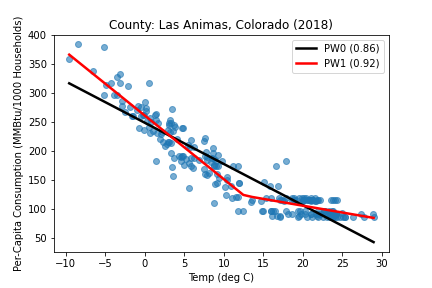 County: Las Animas, Colorado (2018)
Per-Capita Consumption (MMBtu/1000 Households)
400
350
300
250
200
150
100
50
PW0 (0.86)
PW1 (0.92)
−10 −5 0 5 10 15 20 25 30
Temp (deg C)